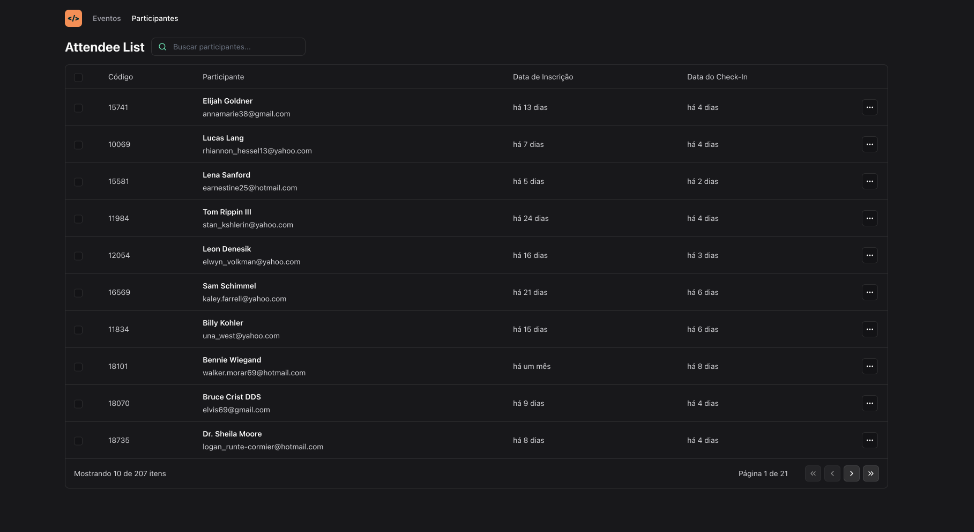 </>
Eventos Participantes
Attendee List Buscar participantes...
Código Participante Data de Inscrição Data do Check-In
Elijah Goldner
15741 há 13 dias há 4 dias
annamarie38@gmail.com
Lucas Lang
10069 há 7 dias há 4 dias
rhiannon_hessel13@yahoo.com
Lena Sanford
15581 há 5 dias há 2 dias
earnestine25@hotmail.com
Tom Rippin III
11984 há 24 dias há 4 dias
stan_kshlerin@yahoo.com
Leon Denesik
12054 há 16 dias há 3 dias
elwyn_volkman@yahoo.com
Sam Schimmel
16569 há 21 dias há 6 dias
kaley.farrell@yahoo.com
Billy Kohler
11834 há 15 dias há 6 dias
una_west@yahoo.com
Bennie Wiegand
18101 há um mês há 8 dias
walker.morar69@hotmail.com
Bruce Crist DDS
18070 há 9 dias há 4 dias
elvis69@gmail.com
Dr. Sheila Moore
18735 há 8 dias há 4 dias
logan_runte-cormier@hotmail.com
Mostrando 10 de 207 itens Página 1 de 21